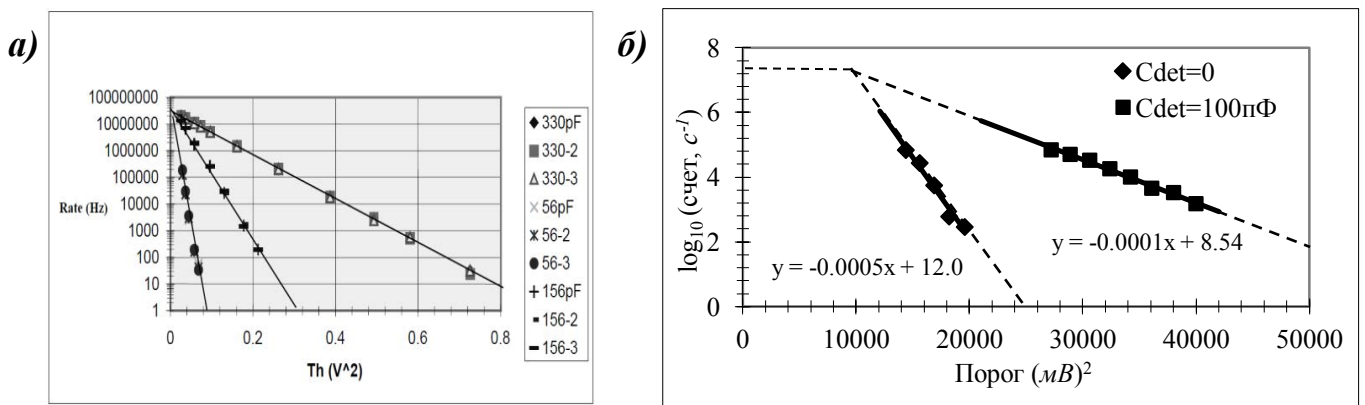 а)
100000000
10000000
1000000
100000
10000
1000
100
10
1
Rate (Hz)
0
0.2
0.4
0.6
0.8
Th (V^2)
330pF
330-2
330-3
56pF
56-2
56-3
156pF
156-2
156-3
б)
8
6
4
2
0
log₁₀ (счет, с⁻¹)
Cdet=0
Cdet=100пФ
y = -0.0001x + 8.54
y = -0.0005x + 12.0
0
10000
20000
30000
40000
50000
Порог (мВ)²